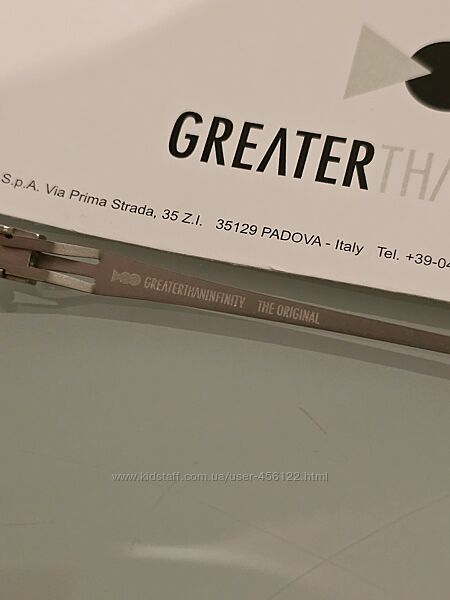 GREATERTHA
S.p.A. Via Prima Strada, 35 Z.I. 35129 PADOVA - Italy Tel. +39-04
GREATERTHANINFINITY THE ORIGINAL
www.kidstaff.com.ua/user-456122.html